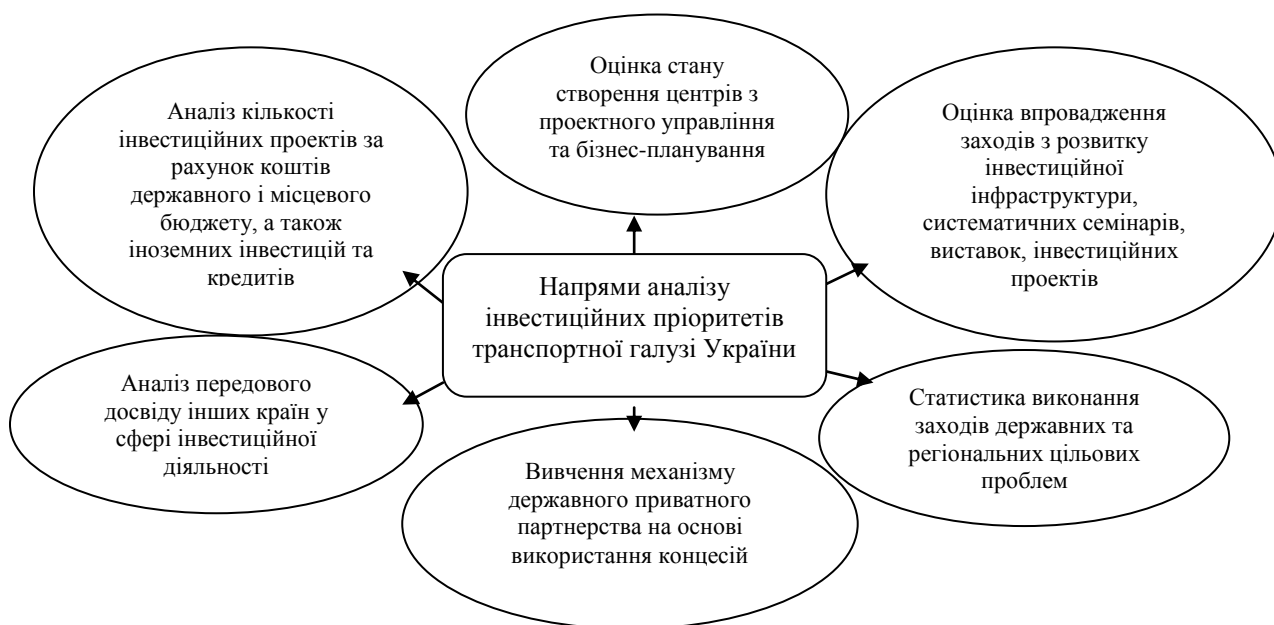 Аналіз кількості
інвестиційних проектів за
рахунок коштів
державного і місцевого
бюджету, а також
іноземних інвестиції та
кредитів
Оцінка стану
створення центрів з
проектного управління
та бізнес-планування
Оцінка впровадження
заходів з розвитку
інвестиційної
інфраструктури,
систематичних семінарів,
виставок, інвестиційних
проектів
Напрями аналізу
інвестиційних пріоритетів
транспортної галузі України
Аналіз передового
досвіду інших країн у
сфері інвестиційної
діяльності
Вивчення механізму
державного приватного
партнерства на основі
використання концесій
Статистика виконання
заходів державних та
регіональних цільових
проблем